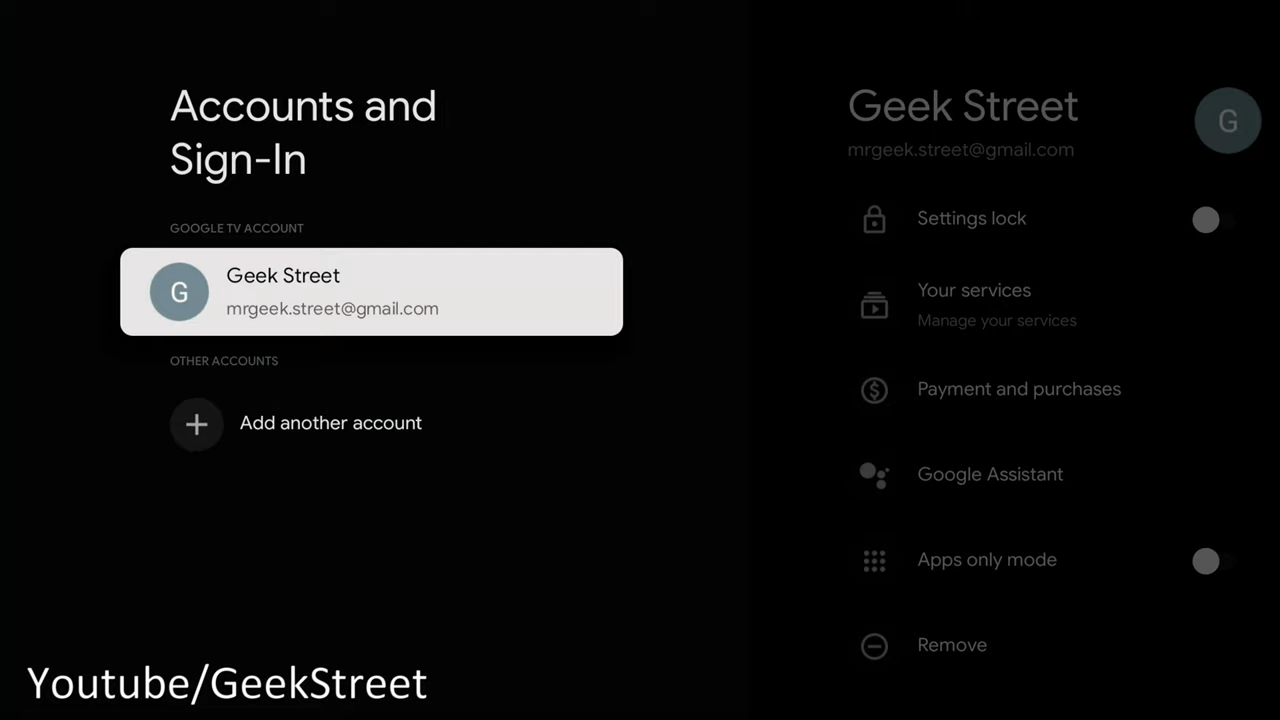 Accounts and
Sign-In
GOOGLE TV ACCOUNT
G
Geek Street
mrgeek.street@gmail.com
OTHER ACCOUNTS
Add another account
Geek Street
mrgeek.street@gmail.com
G
Settings lock
Your services
Manage your services
Payment and purchases
Google Assistant
Apps only mode
Remove
Youtube/GeekStreet